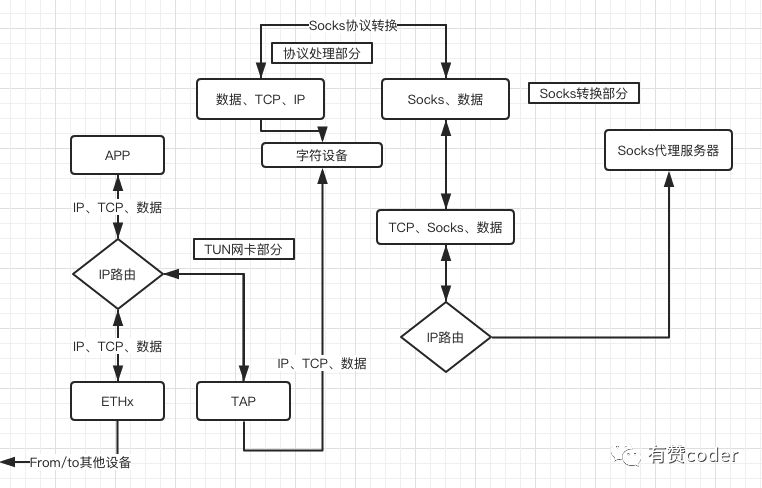 Socks协议转换
协议处理部分
数据、TCP、IP
Socks、数据
Socks转换部分
字符设备
APP
Socks代理服务器
IP、TCP、数据
TCP、Socks、数据
TUN网卡部分
IP路由
IP路由
IP、TCP、数据
IP、TCP、数据
ETHx
TAP
From/to其他设备
有赞coder